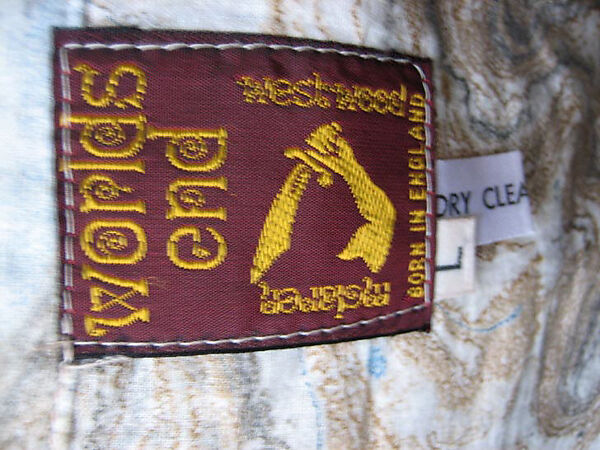 Worlds
end
mclaren
westwood
BORN IN ENGLAND
L
DRY CLEA